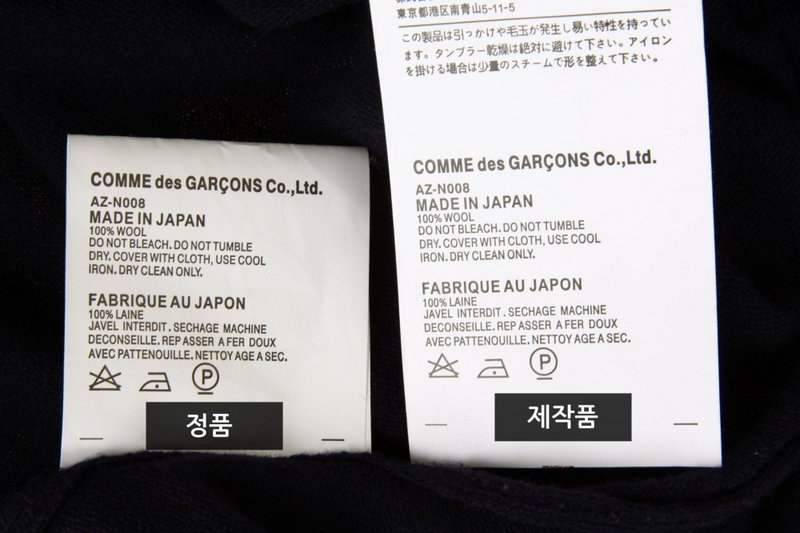 COMME des GARÇONS Co.,Ltd.
AZ-N008
MADE IN JAPAN
100% WOOL
DO NOT BLEACH. DO NOT TUMBLE
DRY. COVER WITH CLOTH, USE COOL
IRON. DRY CLEAN ONLY.
FABRIQUE AU JAPON
100% LAINE
JAVEL INTERDIT . SECHAGE MACHINE
DECONSEILLE. REP ASSER A FER DOUX
AVEC PATTENOUILLE. NETTOY AGE A SEC.
P
정품
東京都港区南青山5-11-5
この製品は引っかけや毛玉が発生し易い特性を持ってい
ます。タンブラー乾燥は絶対に避けて下さい。アイロン
を掛ける場合は少量のスチームで形を整えて下さい。
COMME des GARÇONS Co.,Ltd.
AZ-N008
MADE IN JAPAN
100% WOOL
DO NOT BLEACH. DO NOT TUMBLE
DRY. COVER WITH CLOTH, USE COOL
IRON. DRY CLEAN ONLY.
FABRIQUE AU JAPON
100% LAINE
JAVEL INTERDIT . SECHAGE MACHINE
DECONSEILLE. REP ASSER A FER DOUX
AVEC PATTENOUILLE. NETTOY AGE A SEC.
P
제작품